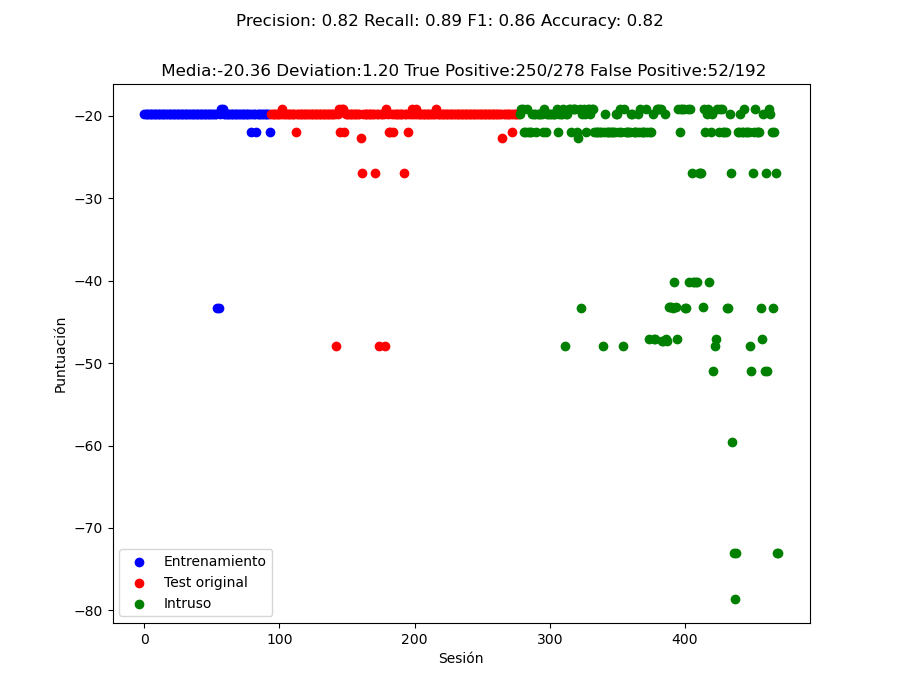 Precision: 0.82 Recall: 0.89 F1: 0.86 Accuracy: 0.82
Media:-20.36 Deviation:1.20 True Positive:250/278 False Positive:52/192
−20
−30
−40
−50
−60
−70
−80
Puntuación
Entrenamiento
Test original
Intruso
0
100
200
300
400
Sesión